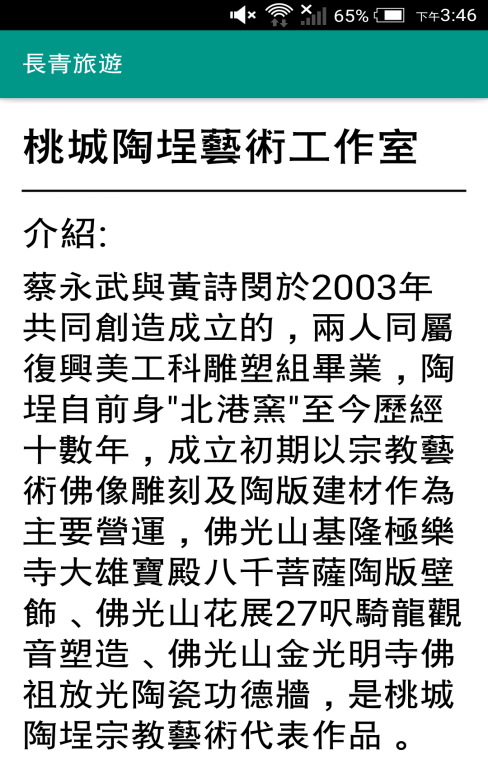 65% 下午3:46
長青旅遊
桃城陶埕藝術工作室
介紹:
蔡永武與黃詩閔於2003年
共同創造成立的，兩人同屬
復興美工科雕塑組畢業，陶
埕自前身"北港窯"至今歷經
十數年，成立初期以宗教藝
術佛像雕刻及陶版建材作為
主要營運，佛光山基隆極樂
寺大雄寶殿八千菩薩陶版壁
飾、佛光山花展27呎騎龍觀
音塑造、佛光山金光明寺佛
祖放光陶瓷功德牆，是桃城
陶埕宗教藝術代表作品。